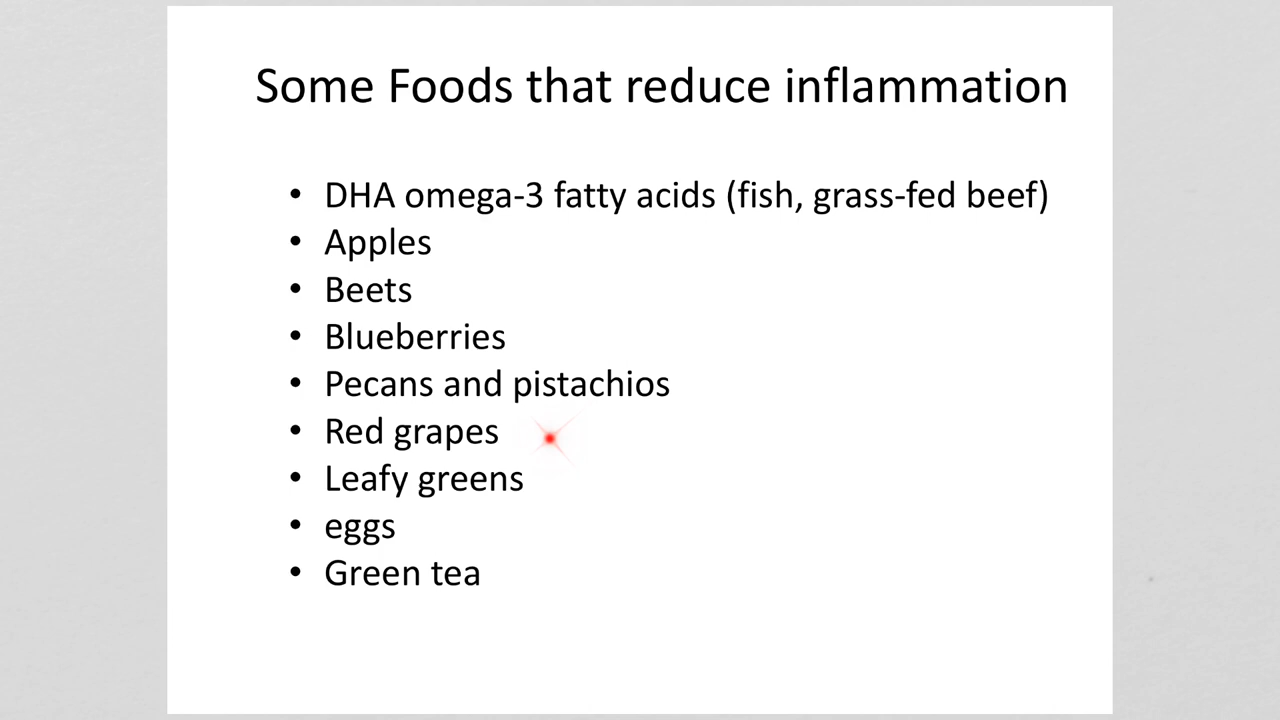 Some Foods that reduce inflammation
• DHA omega-3 fatty acids (fish, grass-fed beef)
• Apples
• Beets
• Blueberries
• Pecans and pistachios
• Red grapes
• Leafy greens
• eggs
• Green tea